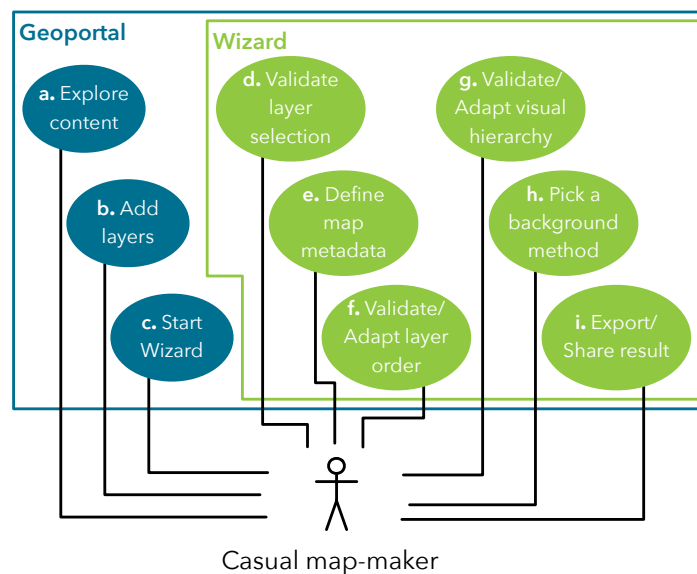 Geoportal
Wizard
a. Explore
content
b. Add
layers
c. Start
Wizard
d. Validate
layer
selection
e. Define
map
metadata
f. Validate/
Adapt layer
order
g. Validate/
Adapt visual
hierarchy
h. Pick a
background
method
i. Export/
Share result
Casual map-maker